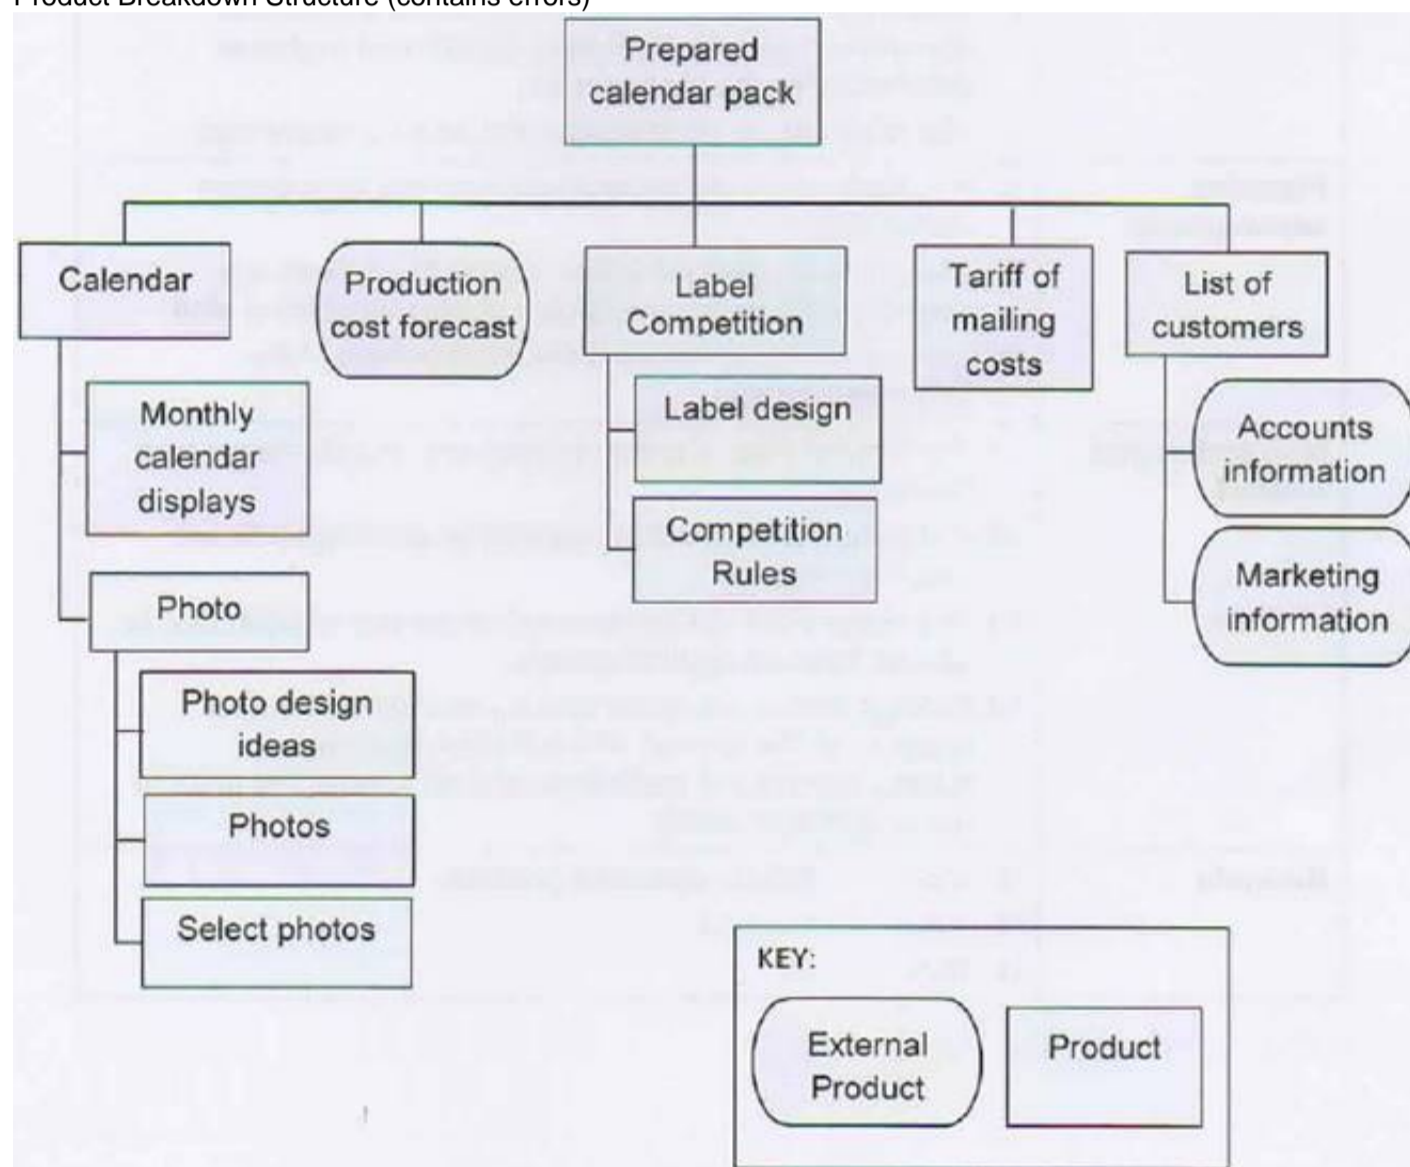 Product Breakdown Structure (contains errors)
Prepared
calendar pack
Calendar
Production
cost forecast
Label
Competition
Tariff of
mailing
costs
List of
customers
Monthly
calendar
displays
Photo
Photo design
ideas
Photos
Select photos
Label design
Competition
Rules
Accounts
information
Marketing
information
KEY:
External
Product
Product